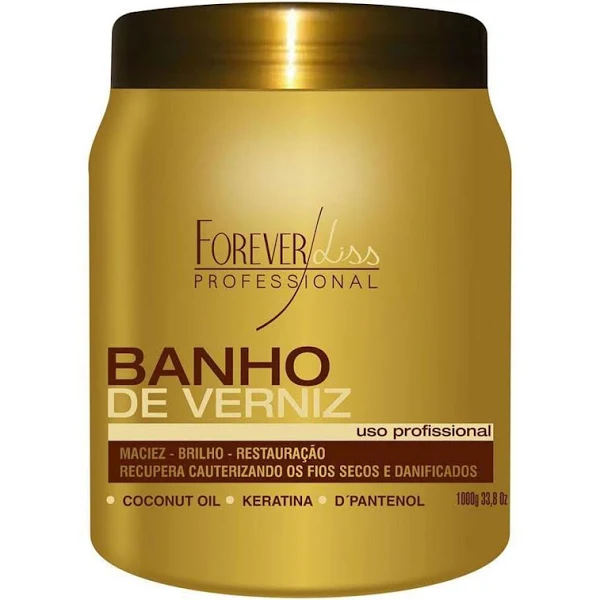 FOREVER Liss
PROFESSIONAL
BANHO
DE VERNIZ
uso profissional
MACIEZ - BRILHO - RESTAURAÇÃO
RECUPERA CAUTERIZANDO OS FIOS SECOS E DANIFICADOS
COCONUT OIL • KERATINA • D´PANTENOL 1000g 33,8 Oz